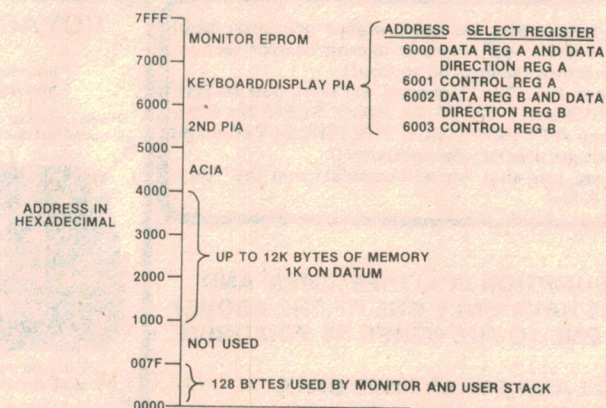 7FFF
MONITOR EPROM
7000
KEYBOARD/DISPLAY PIA
6000
2ND PIA
5000
ACIA
4000
ADDRESS IN
HEXADECIMAL
3000
UP TO 12K BYTES OF MEMORY
1K ON DATUM
2000
1000
NOT USED
007F
128 BYTES USED BY MONITOR AND USER STACK
0000
ADDRESS SELECT REGISTER
6000 DATA REG A AND DATA
DIRECTION REG A
6001 CONTROL REG A
6002 DATA REG B AND DATA
DIRECTION REG B
6003 CONTROL REG B